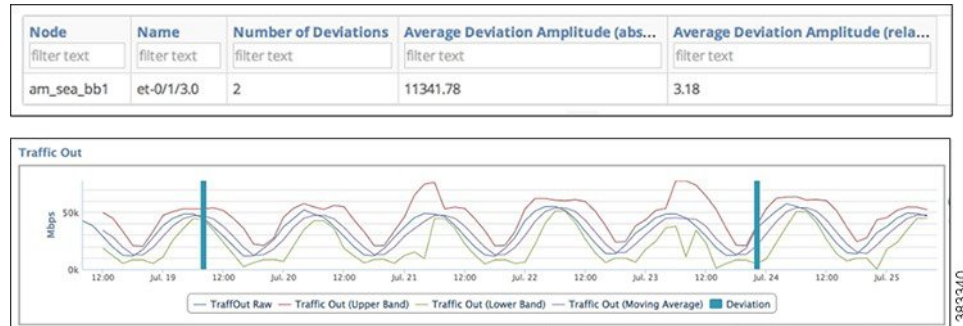 Node Name Number of Deviations Average Deviation Amplitude (abs... Average Deviation Amplitude (rela...
filter text filter text filter text filter text filter text
am_sea_bb1 et-0/1/3.0 2 11341.78 3.18
Traffic Out
Mbps
50k
0k
12:00 Jul. 19 12:00 Jul. 20 12:00 Jul. 21 12:00 Jul. 22 12:00 Jul. 23 12:00 Jul. 24 12:00 Jul. 25
TraffOut Raw Traffic Out (Upper Band) Traffic Out (Lower Band) Traffic Out (Moving Average) Deviation
383340